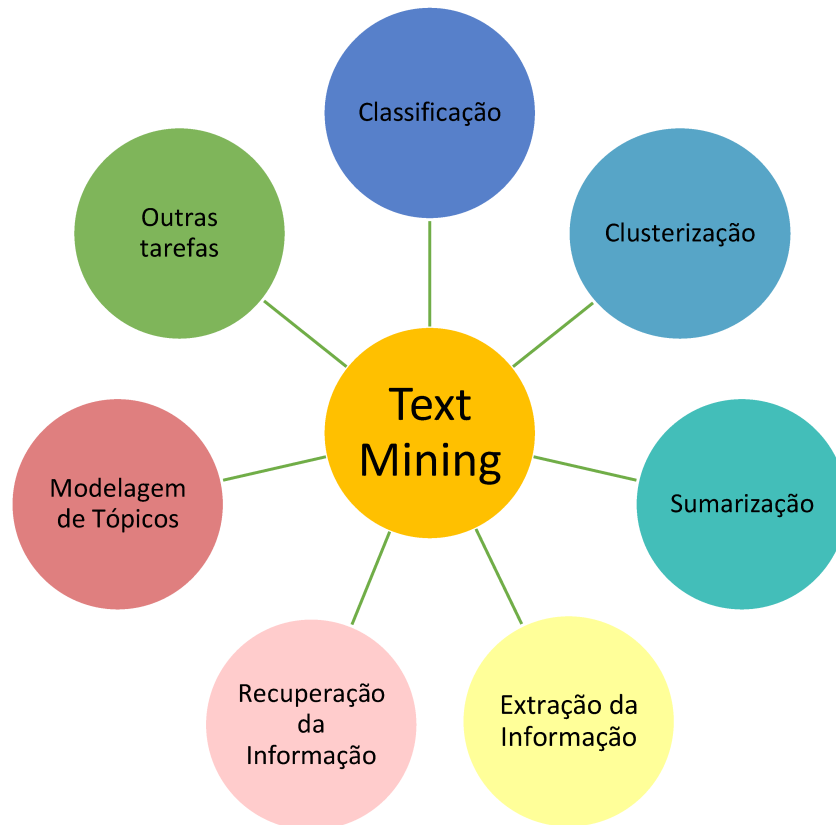 Classificação
Clusterização
Sumarização
Extração da
Informação
Recuperação
da
Informação
Modelagem
de Tópicos
Outras
tarefas
Text
Mining